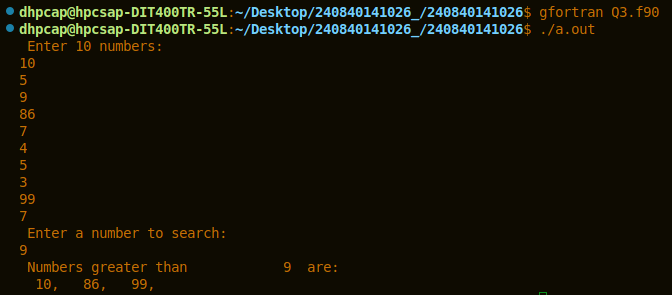 dhpcap@hpcsap-DIT400TR-55L:~/Desktop/240840141026_/240840141026$ gfortran Q3.f90
dhpcap@hpcsap-DIT400TR-55L:~/Desktop/240840141026_/240840141026$ ./a.out
 Enter 10 numbers:
10
5
9
86
7
4
5
3
99
7
 Enter a number to search:
9
 Numbers greater than            9  are:
  10,   86,   99,